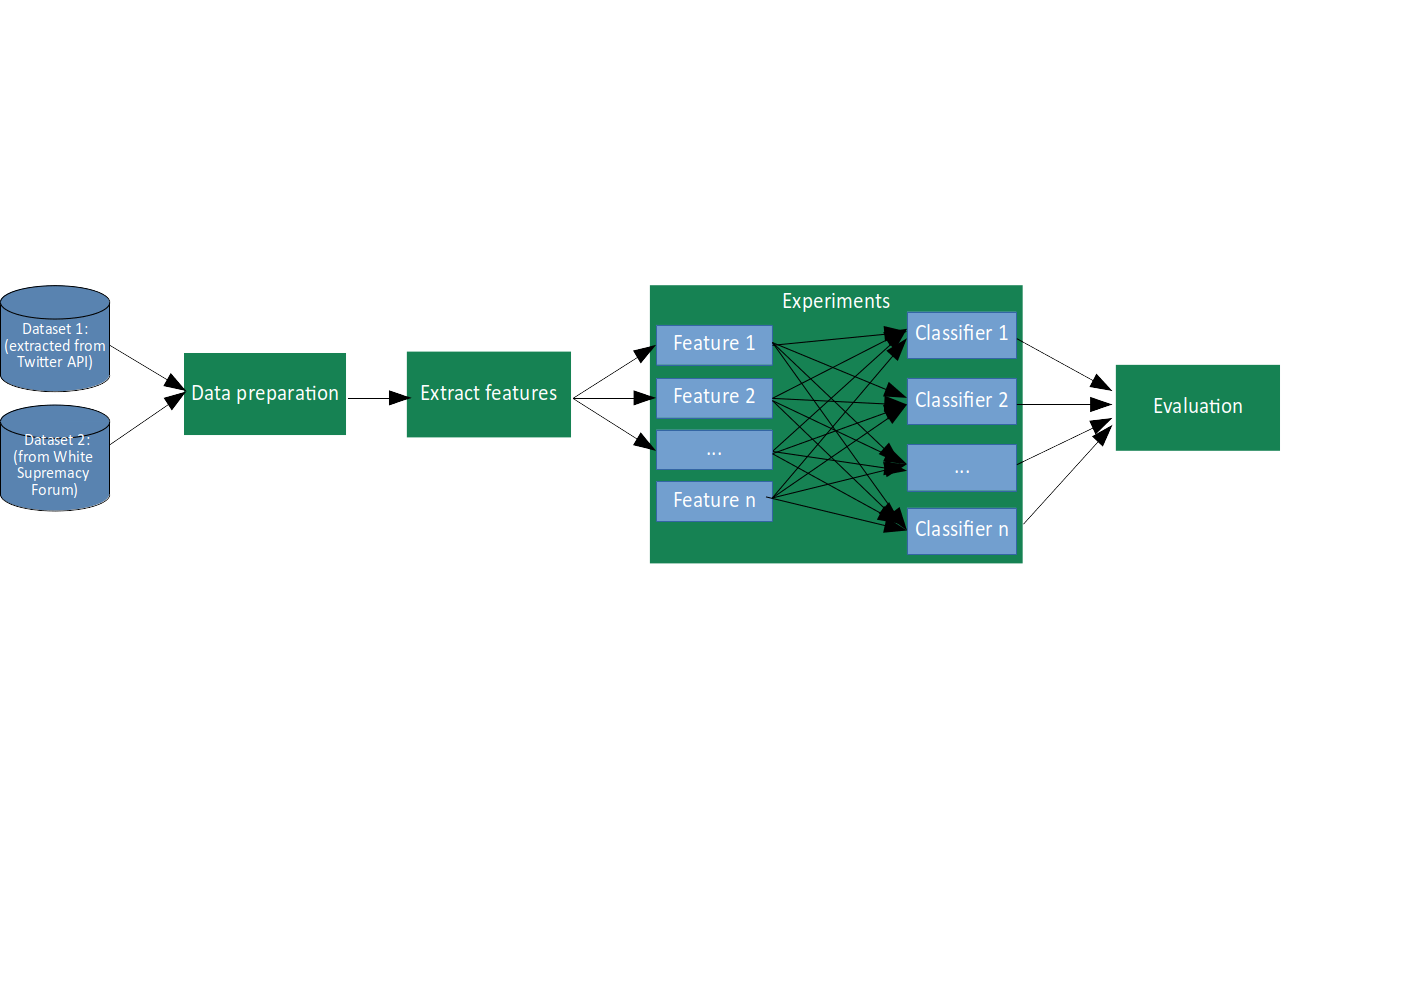 Dataset 1:
(extracted from
Twitter API)
Dataset 2:
(from White
Supremacy
Forum)
Data preparation
Extract features
Experiments
Feature 1
Feature 2
...
Feature n
Classifier 1
Classifier 2
...
Classifier n
Evaluation